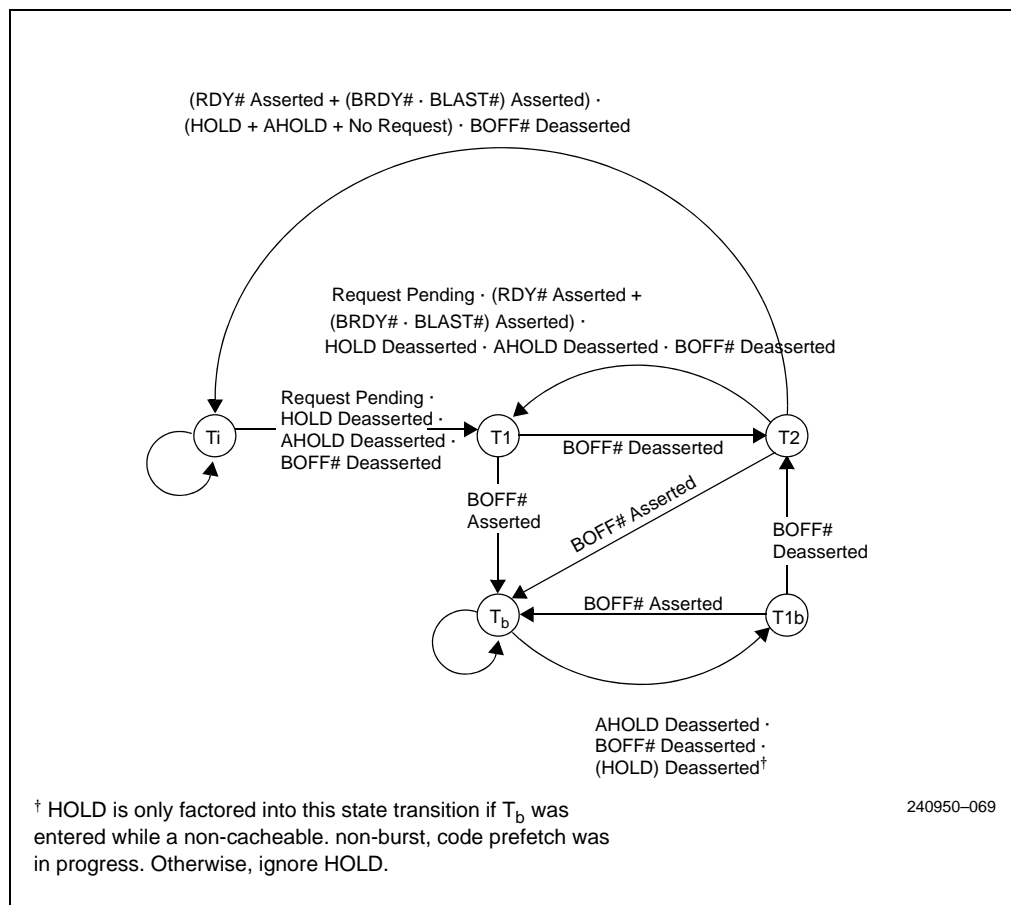 (RDY# Asserted + (BRDY# · BLAST#) Asserted) ·
(HOLD + AHOLD + No Request) · BOFF# Deasserted
Request Pending · (RDY# Asserted +
(BRDY# · BLAST#) Asserted) ·
HOLD Deasserted · AHOLD Deasserted · BOFF# Deasserted
Request Pending ·
HOLD Deasserted ·
AHOLD Deasserted ·
BOFF# Deasserted
Ti
T1
T2
BOFF# Deasserted
BOFF#
Asserted
BOFF# Asserted
BOFF#
Deasserted
Tb
BOFF# Asserted
T1b
AHOLD Deasserted ·
BOFF# Deasserted ·
(HOLD) Deasserted†
† HOLD is only factored into this state transition if Tb was
entered while a non-cacheable. non-burst, code prefetch was
in progress. Otherwise, ignore HOLD.
240950–069